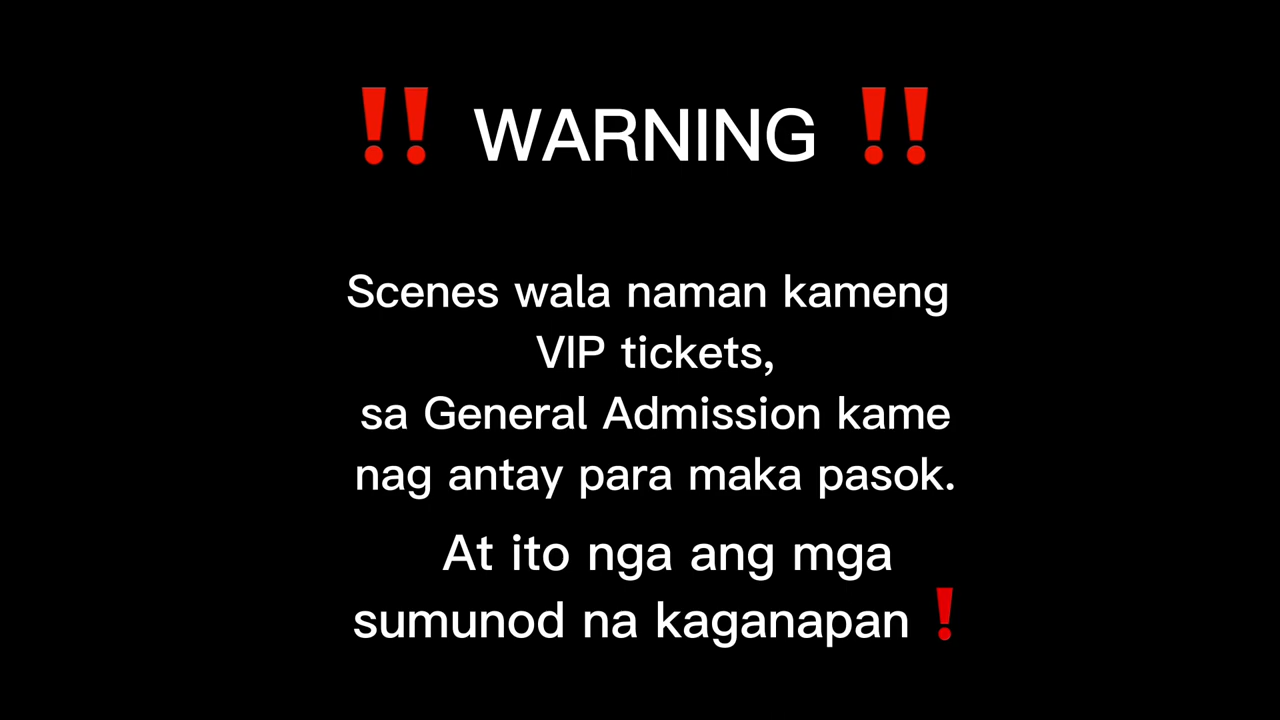 ‼️ WARNING ‼️
Scenes wala naman kameng
VIP tickets,
sa General Admission kame
nag antay para maka pasok.
At ito nga ang mga
sumunod na kaganapan❗